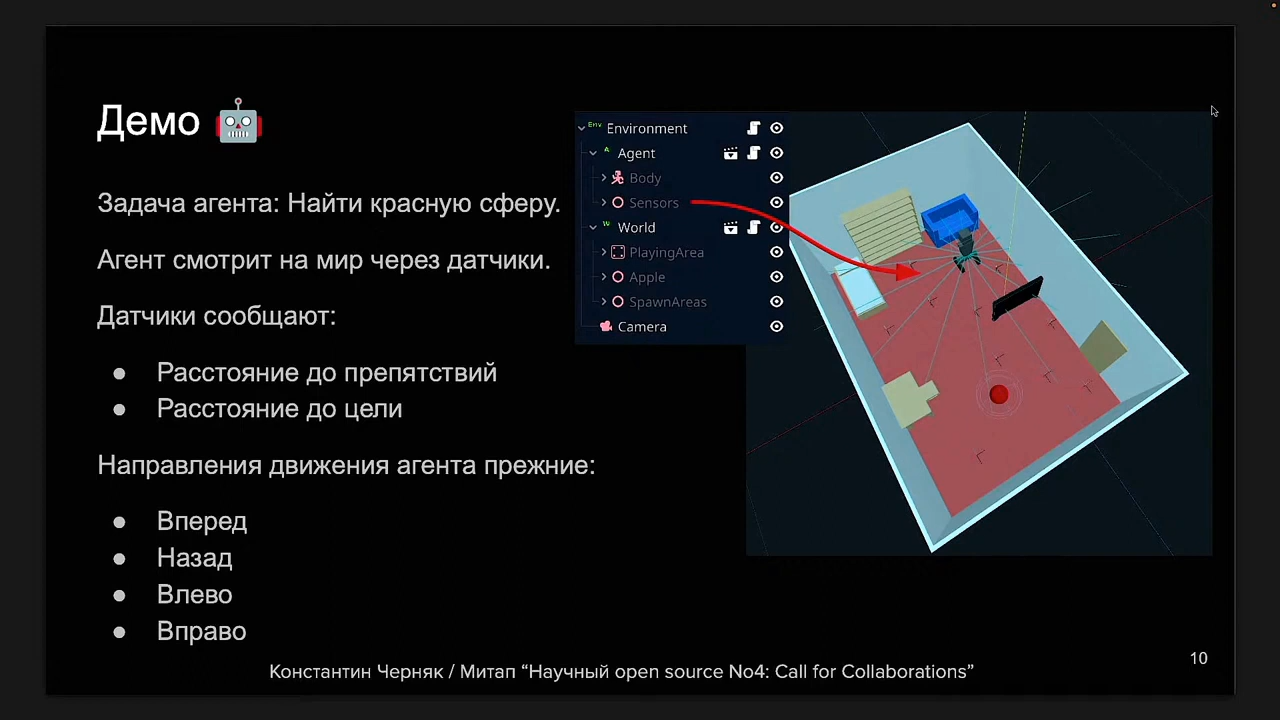 Демо 🤖
Задача агента: Найти красную сферу.
Агент смотрит на мир через датчики.
Датчики сообщают:
● Расстояние до препятствий
● Расстояние до цели
Направления движения агента прежние:
● Вперед
● Назад
● Влево
● Вправо
Env Environment
A Agent
Body
Sensors
W World
PlayingArea
Apple
SpawnAreas
Camera
Константин Черняк / Митап “Научный open source No4: Call for Collaborations”
10